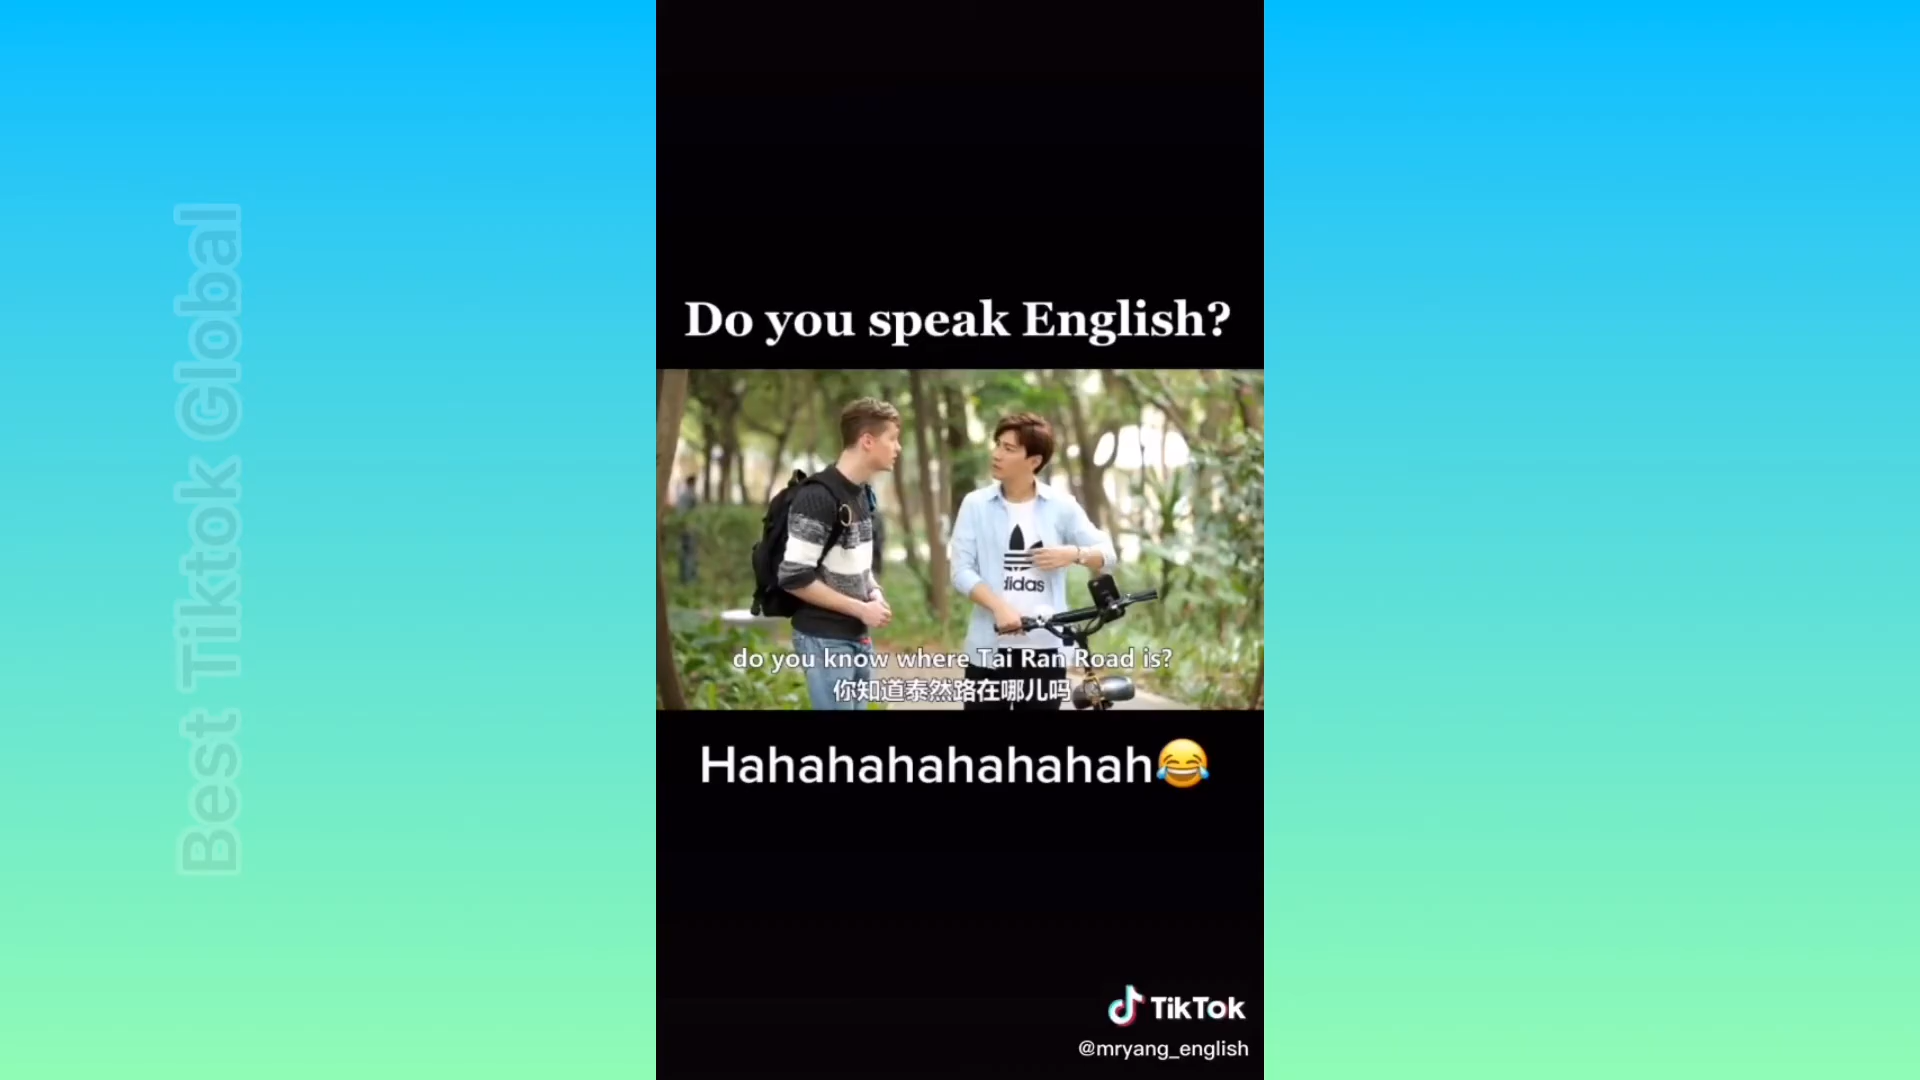 Best Tiktok Global
Do you speak English?
adidas
do you know where Tai Ran Road is?
你知道泰然路在哪儿吗
Hahahahahahahah😂
TikTok
@mryang_english